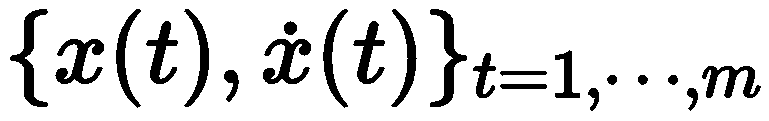 {x(t), ẋ(t)}_{t=1,⋯,m}